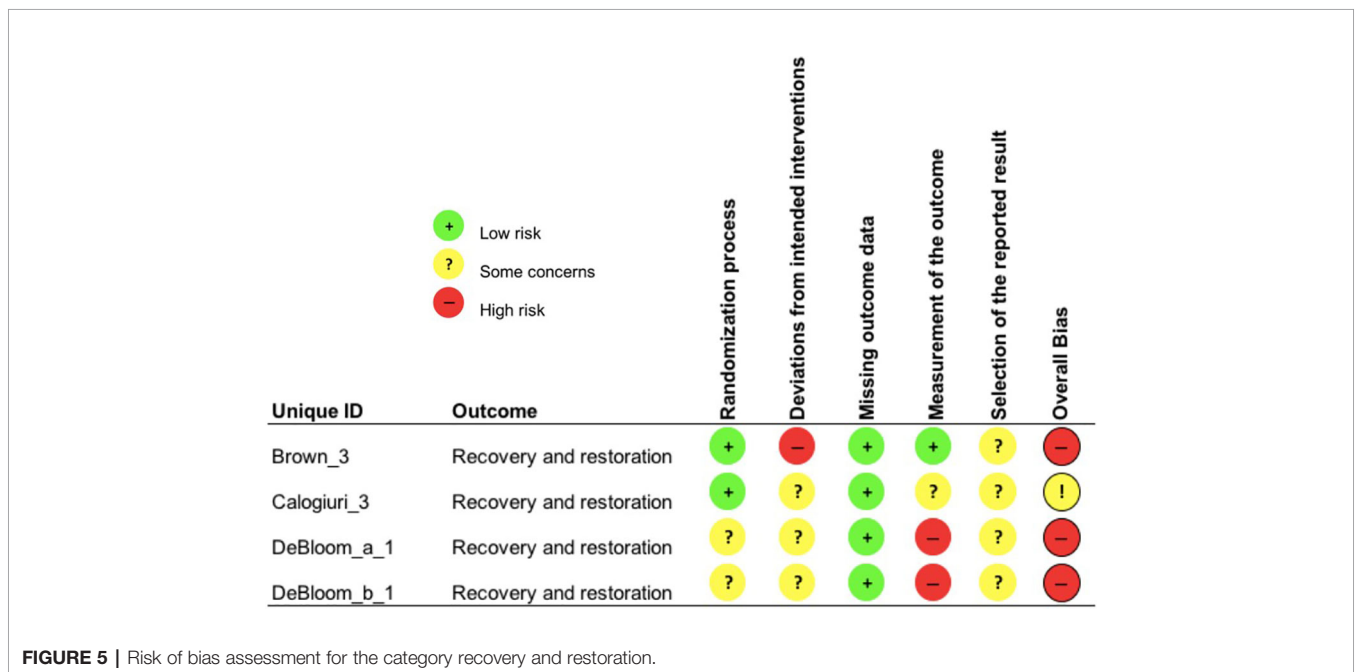 + Low risk
? Some concerns
– High risk
Randomization process
Deviations from intended interventions
Missing outcome data
Measurement of the outcome
Selection of the reported result
Overall Bias
Unique ID Outcome
Brown_3 Recovery and restoration + – + + ? –
Calogiuri_3 Recovery and restoration + ? + ? ? !
DeBloom_a_1 Recovery and restoration ? ? + – ? –
DeBloom_b_1 Recovery and restoration ? ? + – ? –
FIGURE 5 | Risk of bias assessment for the category recovery and restoration.